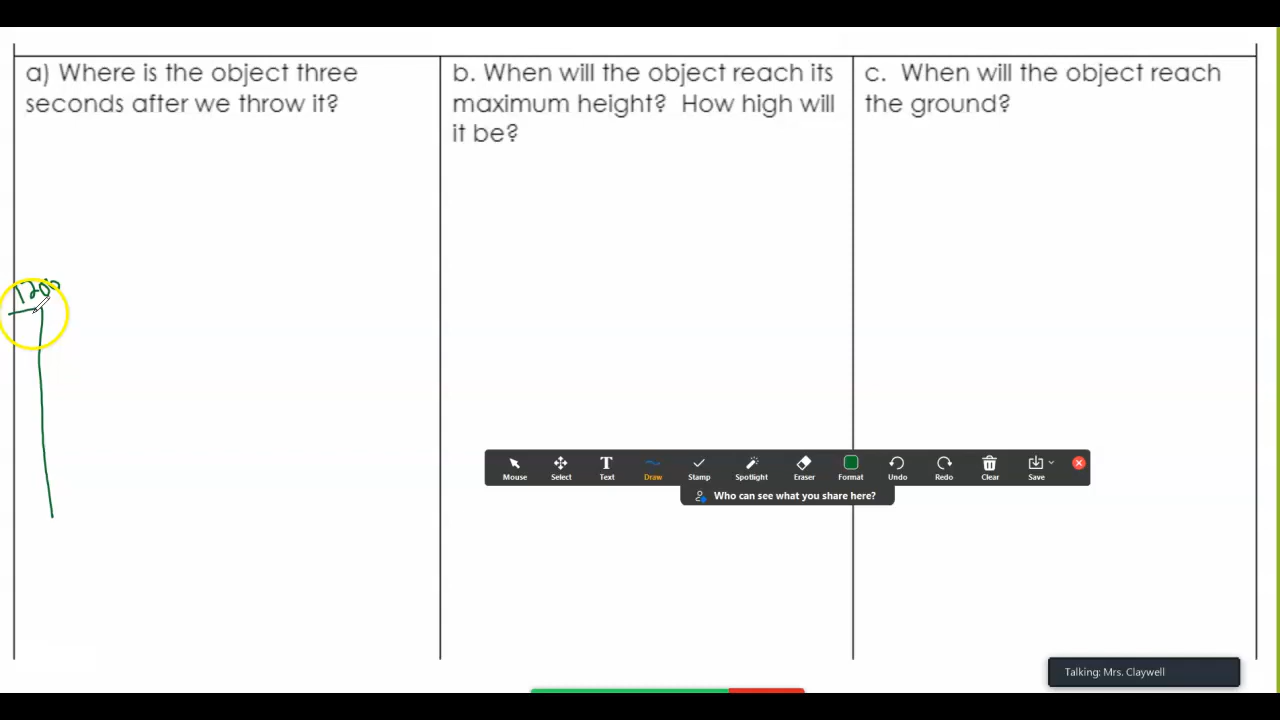 a) Where is the object three
seconds after we throw it?
b. When will the object reach its
maximum height?  How high will
it be?
c.  When will the object reach
the ground?
1200
Mouse
Select
Text
Draw
Stamp
Spotlight
Eraser
Format
Undo
Redo
Clear
Save
Who can see what you share here?
Talking: Mrs. Claywell